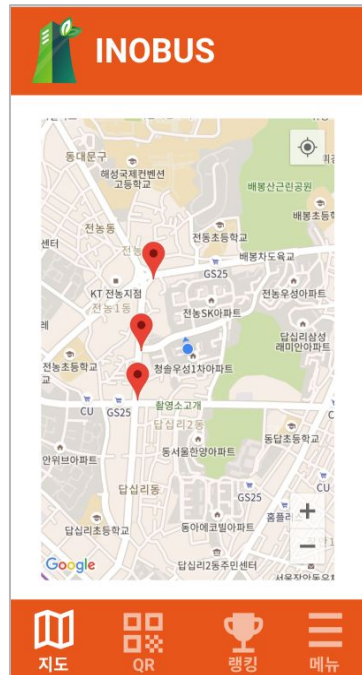 INOBUS
동대문구
해성국제컨벤션
고등학교
배봉산근린공원
전농동
배봉초등학
센터
전농초등학교
배봉차도육교
GS25
KT 전농지점
전농우성아파트
전농1동
전농SK아파트
답십리삼성
래미안아파트
전농초등학
교
청솔우성1차아파트
CU
GS25
촬영소고개
답십리2동
동답초등학교
안위브아파트
동서울한양아파트
답십리동
GS25
CU
홈플러스
답십리초등학교
동아에코빌아파트
Google
답십리2동주민센터
지도
QR
랭킹
메뉴